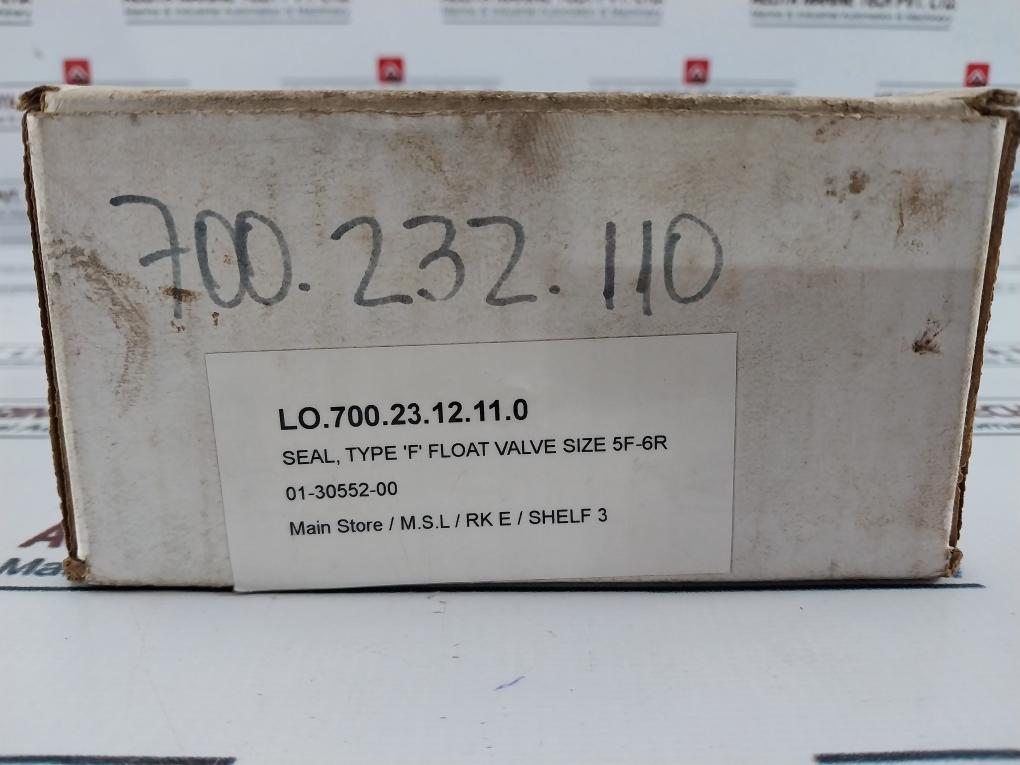 700.232.110
LO.700.23.12.11.0
SEAL, TYPE 'F' FLOAT VALVE SIZE 5F-6R
01-30552-00
Main Store / M.S.L / RK E / SHELF 3